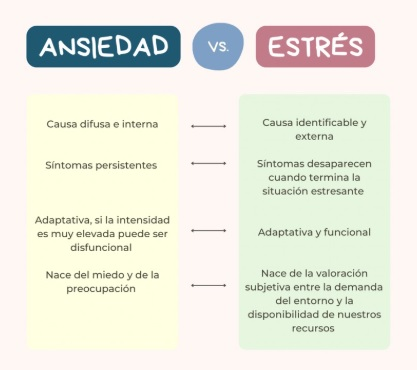 ANSIEDAD
VS.
ESTRÉS
Causa difusa e interna
Causa identificable y
externa
Síntomas persistentes
Síntomas desaparecen
cuando termina la
situación estresante
Adaptativa, si la intensidad
es muy elevada puede ser
disfuncional
Adaptativa y funcional
Nace del miedo y de la
preocupación
Nace de la valoración
subjetiva entre la demanda
del entorno y la
disponibilidad de nuestros
recursos